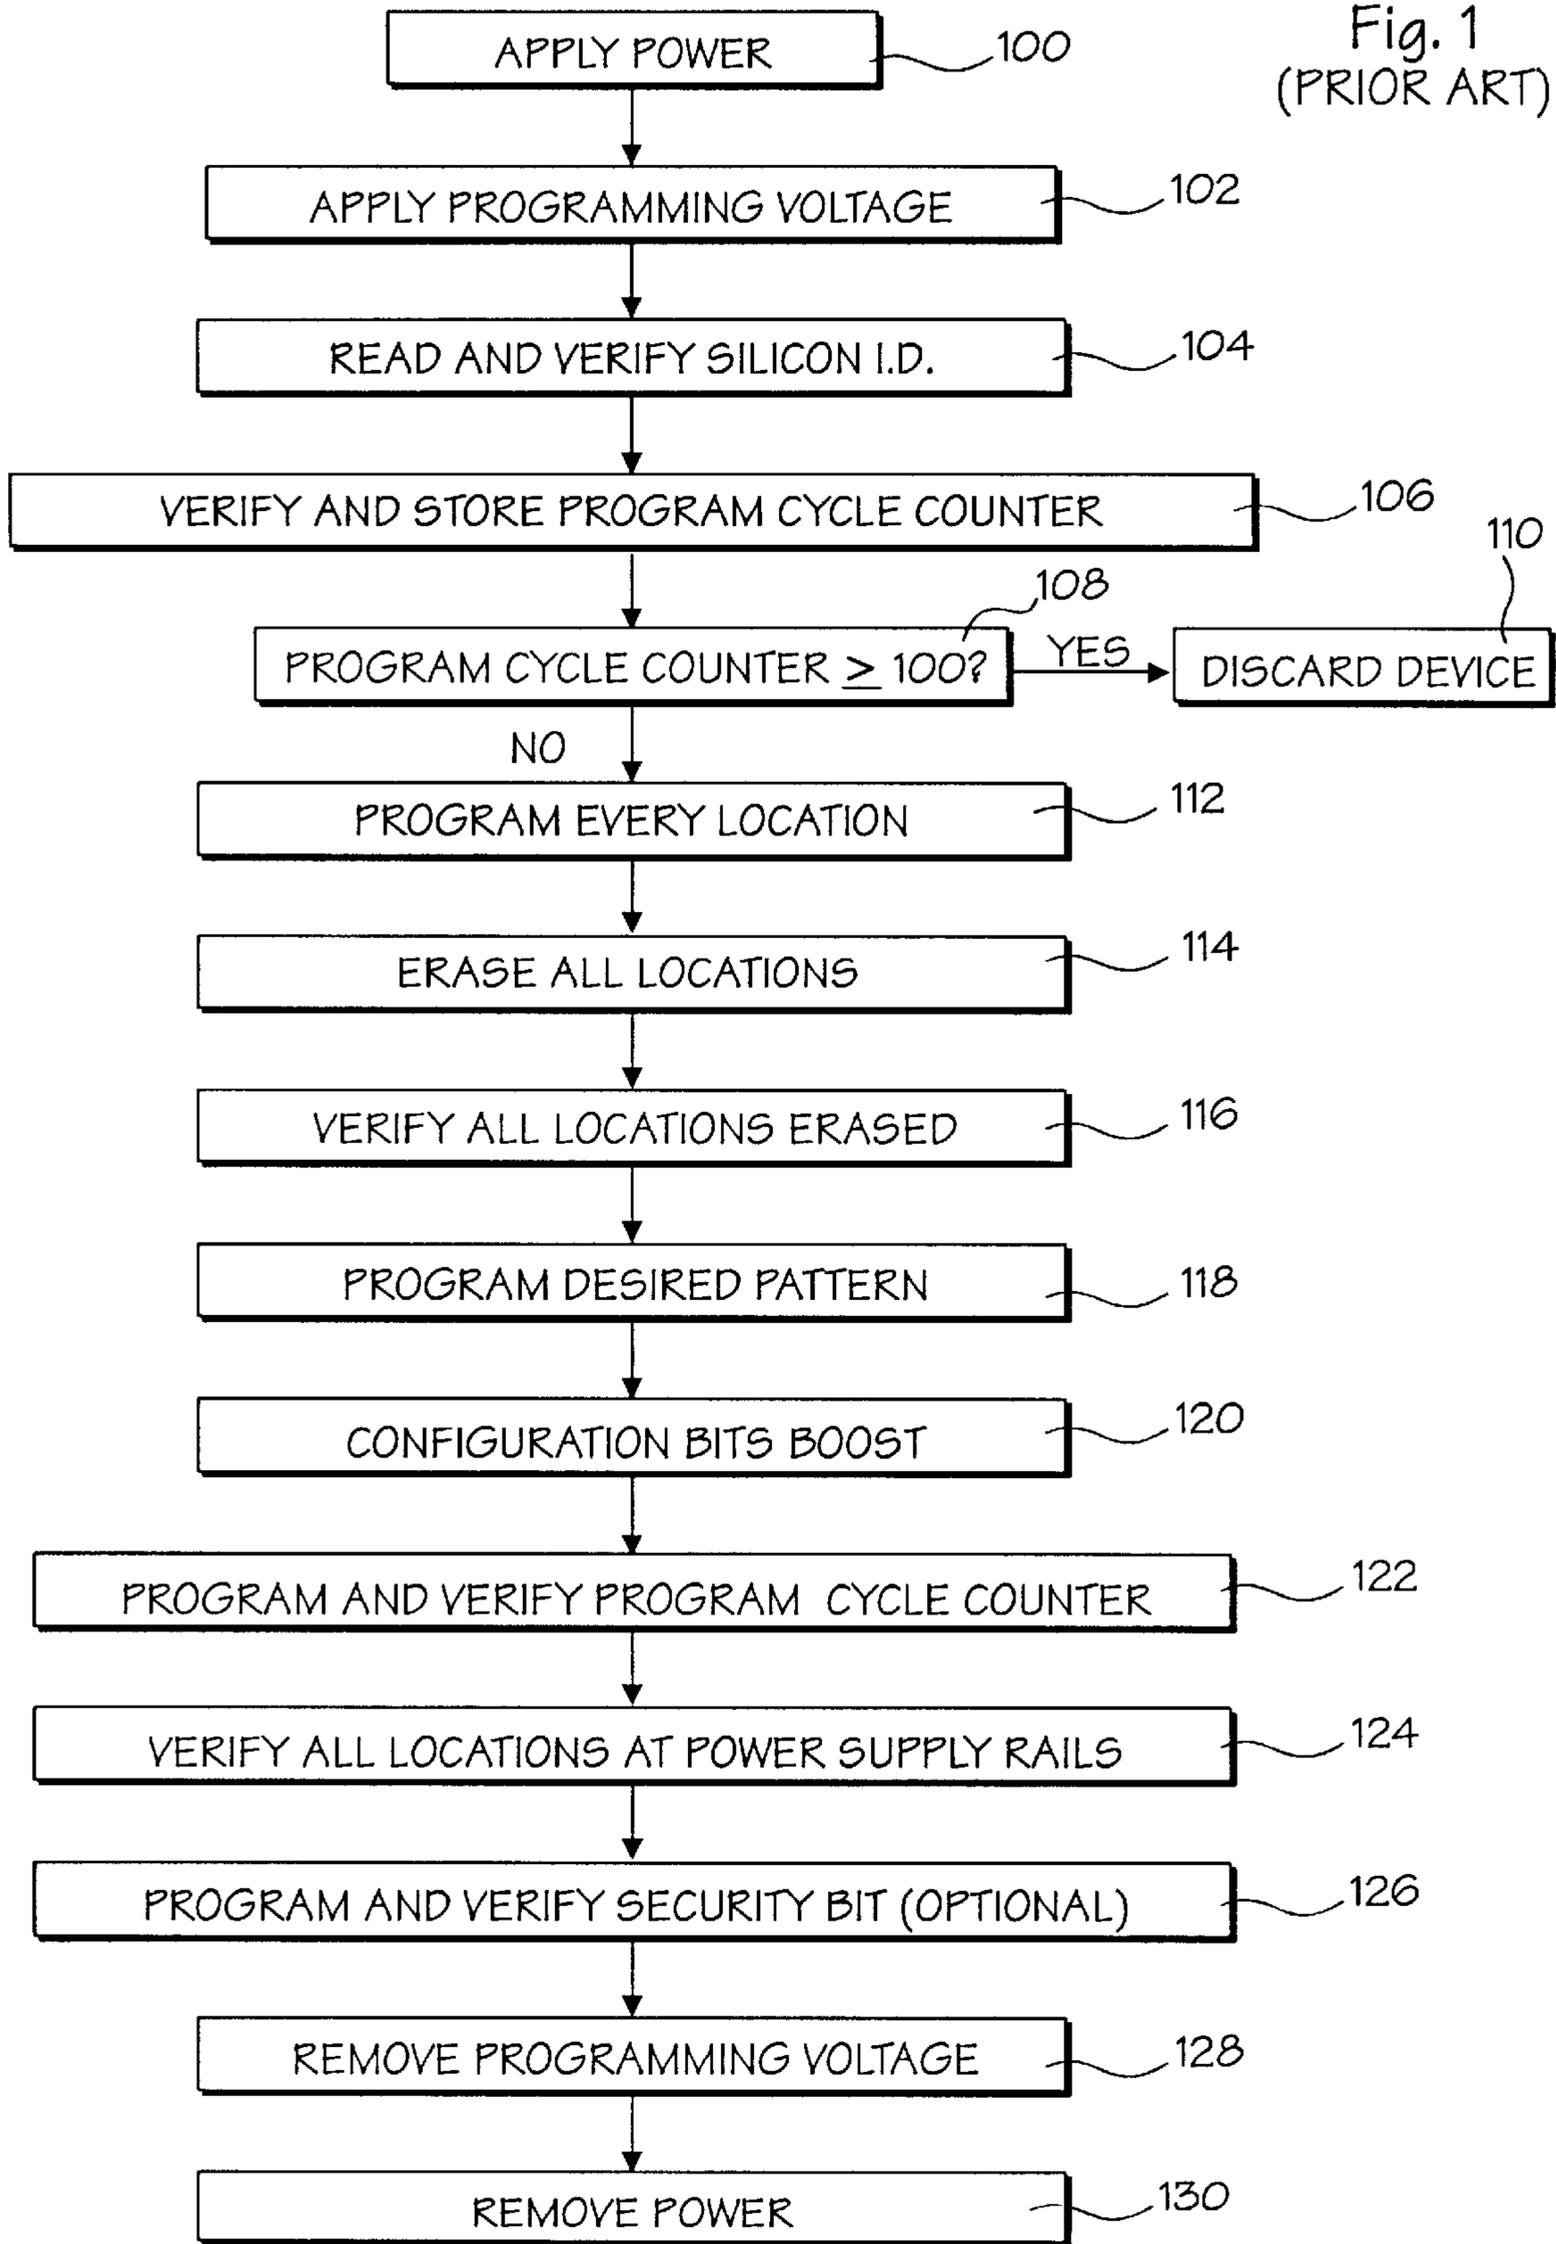 Fig. 1
(PRIOR ART)
APPLY POWER
100
APPLY PROGRAMMING VOLTAGE
102
READ AND VERIFY SILICON I.D.
104
VERIFY AND STORE PROGRAM CYCLE COUNTER
106
PROGRAM CYCLE COUNTER ≥ 100?
108
YES
DISCARD DEVICE
110
NO
PROGRAM EVERY LOCATION
112
ERASE ALL LOCATIONS
114
VERIFY ALL LOCATIONS ERASED
116
PROGRAM DESIRED PATTERN
118
CONFIGURATION BITS BOOST
120
PROGRAM AND VERIFY PROGRAM CYCLE COUNTER
122
VERIFY ALL LOCATIONS AT POWER SUPPLY RAILS
124
PROGRAM AND VERIFY SECURITY BIT (OPTIONAL)
126
REMOVE PROGRAMMING VOLTAGE
128
REMOVE POWER
130